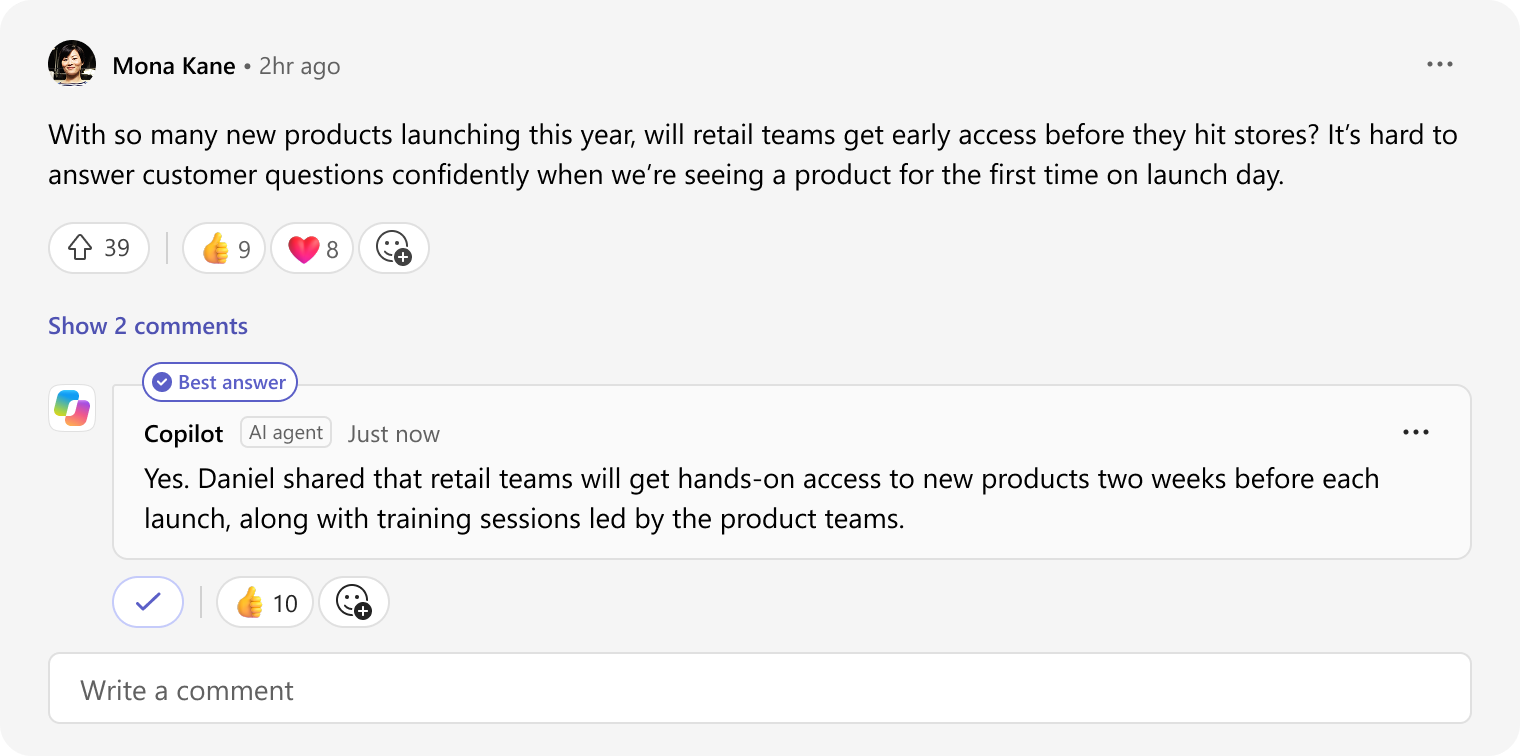 Mona Kane • 2hr ago
With so many new products launching this year, will retail teams get early access before they hit stores? It’s hard to
answer customer questions confidently when we’re seeing a product for the first time on launch day.
39 9 8
Show 2 comments
Best answer
Copilot AI agent Just now
Yes. Daniel shared that retail teams will get hands-on access to new products two weeks before each
launch, along with training sessions led by the product teams.
10
Write a comment